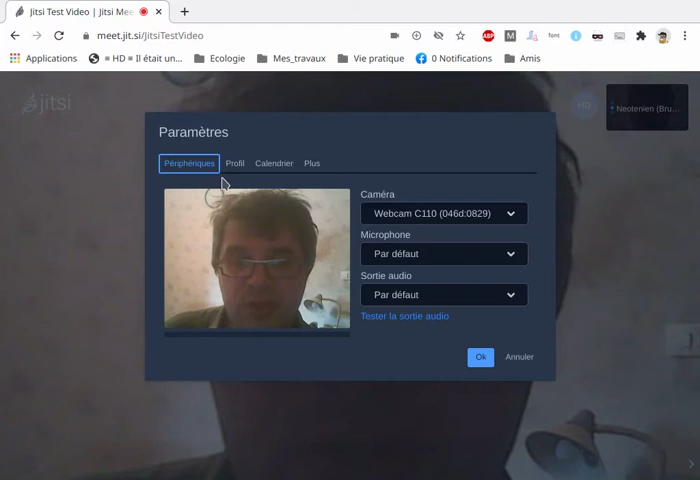 Jitsi Test Video | Jitsi Mee
meet.jit.si/JitsiTestVideo
Applications
= HD = Il était un...
Ecologie
Mes_travaux
Vie pratique
0 Notifications
Amis
jitsi
HD
Neotenien (Bru...
Paramètres
Périphériques Profil Calendrier Plus
Caméra
Webcam C110 (046d:0829)
Microphone
Par défaut
Sortie audio
Par défaut
Tester la sortie audio
Ok Annuler